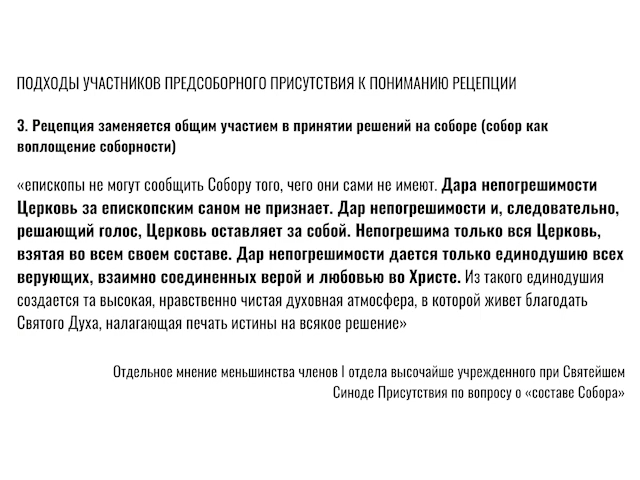 ПОДХОДЫ УЧАСТНИКОВ ПРЕДСОБОРНОГО ПРИСУТСТВИЯ К ПОНИМАНИЮ РЕЦЕПЦИИ
3. Рецепция заменяется общим участием в принятии решений на соборе (собор как
воплощение соборности)
«епископы не могут сообщить Собору того, чего они сами не имеют. Дара непогрешимости
Церковь за епископским саном не признает. Дар непогрешимости и, следовательно,
решающий голос, Церковь оставляет за собой. Непогрешима только вся Церковь,
взятая во всем своем составе. Дар непогрешимости дается только единодушию всех
верующих, взаимно соединенных верой и любовью во Христе. Из такого единодушия
создается та высокая, нравственно чистая духовная атмосфера, в которой живет благодать
Святого Духа, налагающая печать истины на всякое решение»
Отдельное мнение меньшинства членов I отдела высочайше учрежденного при Святейшем
Синоде Присутствия по вопросу о «составе Собора»